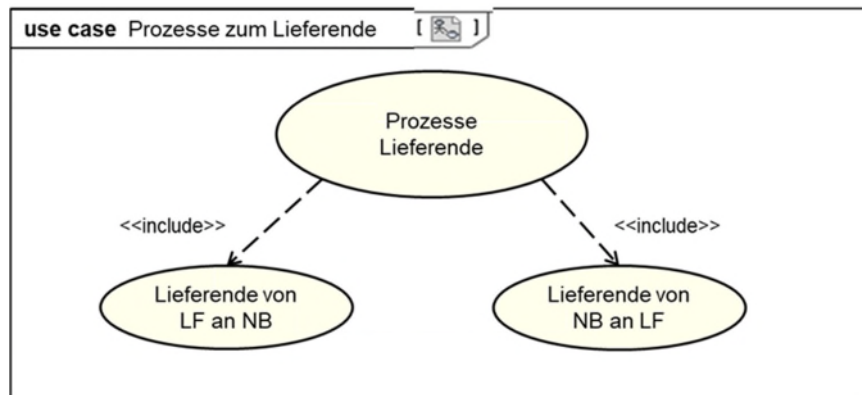 use case Prozesse zum Lieferende [ ]
Prozesse
Lieferende
<<include>>
<<include>>
Lieferende von
LF an NB
Lieferende von
NB an LF